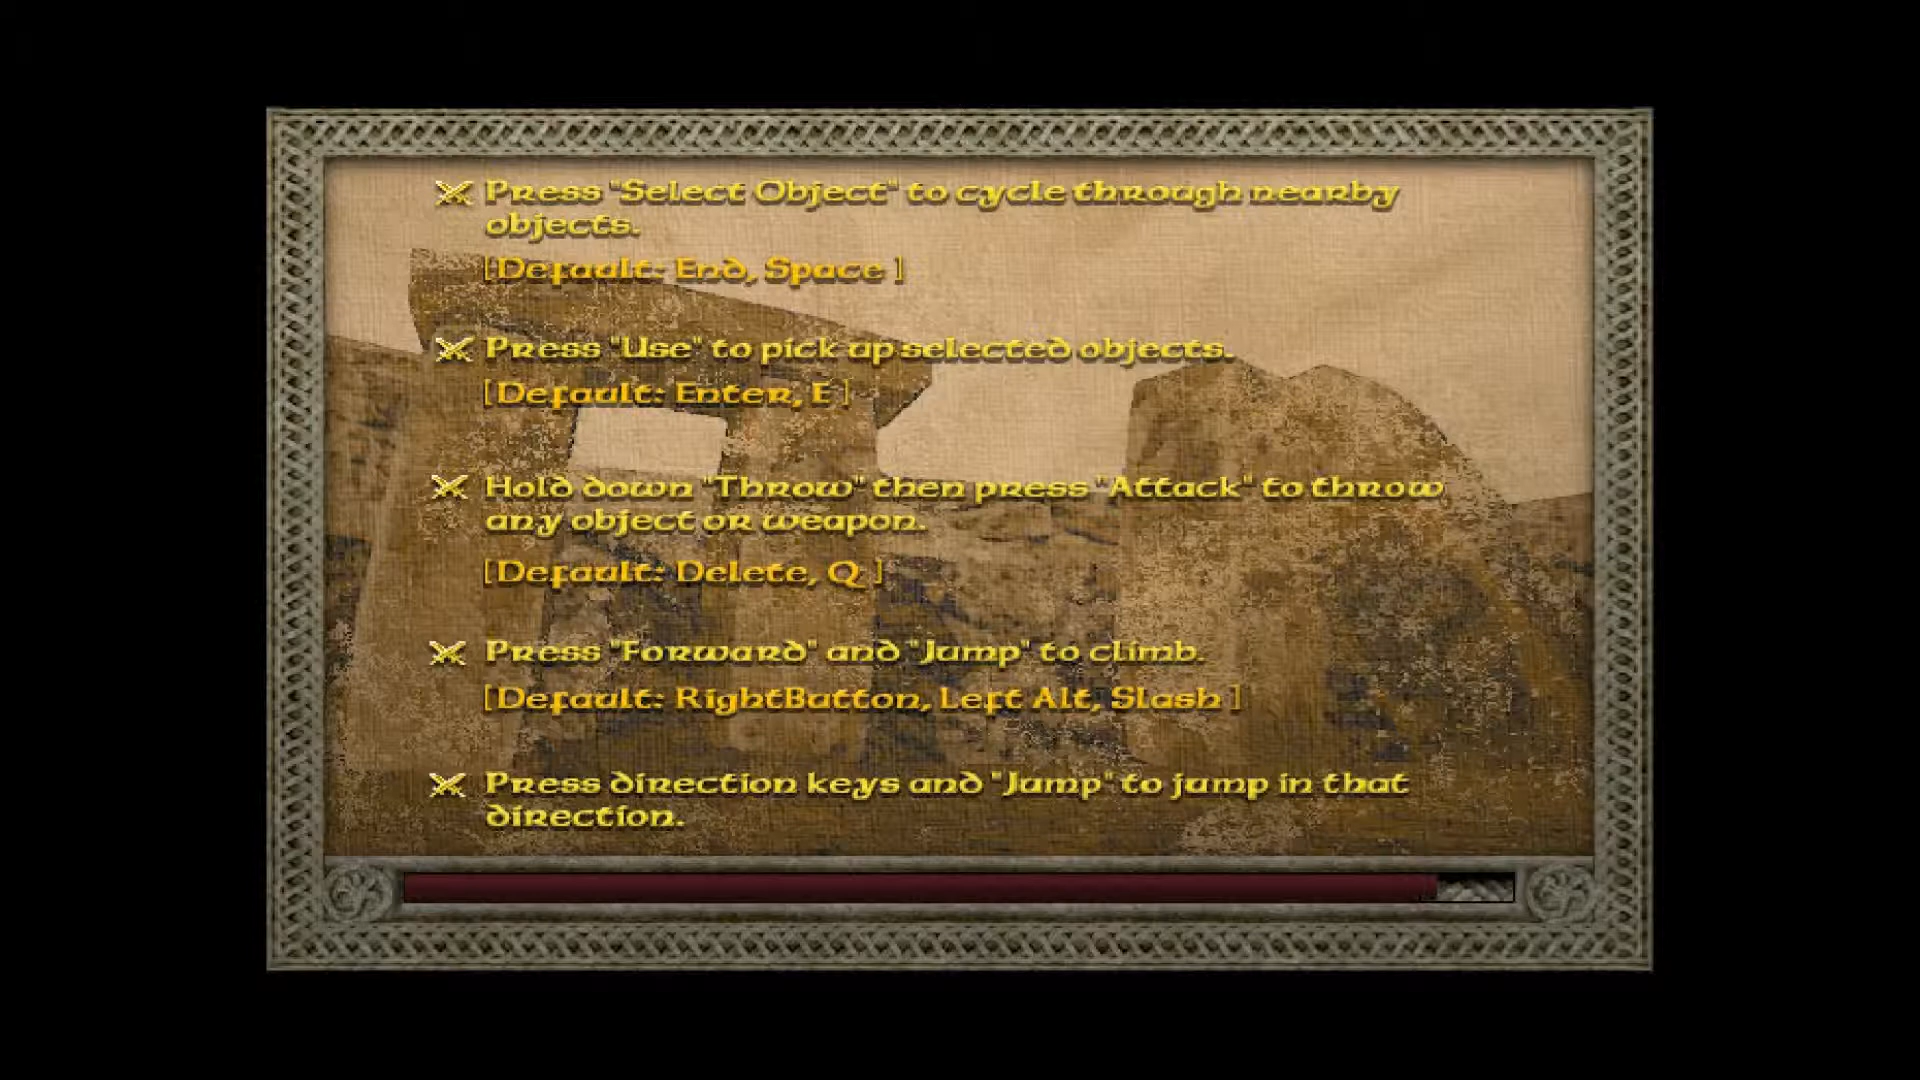 Press "Select Object" to cycle through nearby
objects.
[Default: End, Space ]
Press "Use" to pick up selected objects.
[Default: Enter, E ]
Hold down "Throw" then press "Attack" to throw
any object or weapon.
[Default: Delete, Q ]
Press "Forward" and "Jump" to climb.
[Default: RightButton, Left Alt, Slash ]
Press direction keys and "Jump" to jump in that
direction.